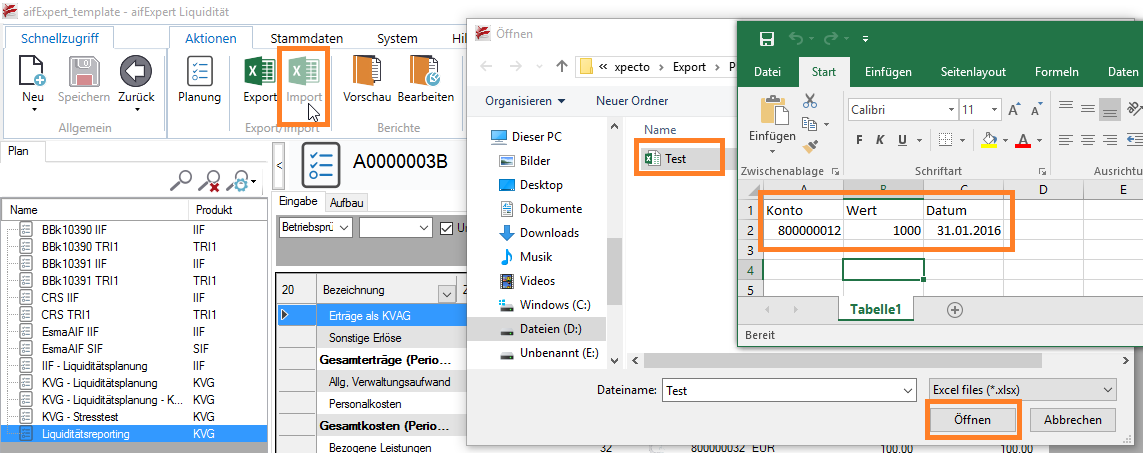 aifExpert_template - aifExpert Liquidität
Schnellzugriff Aktionen Stammdaten System Hil
Neu Speichern Zurück Planung Export Import Vorschau Bearbeiten
Allgemein Export/Import Berichte
Plan
Name Produkt
BBk10390 IIF IIF
BBk10390 TRI1 TRI1
BBk10391 IIF IIF
BBk10391 TRI1 TRI1
CRS IIF IIF
CRS TRI1 TRI1
EsmaAIF IIF IIF
EsmaAIF SIF SIF
IIF - Liquiditätsplanung IIF
KVG - Liquiditätsplanung KVG
KVG - Liquiditätsplanung - K... KVG
KVG - Stresstest KVG
Liquiditätsreporting KVG
A0000003B
Eingabe Aufbau
Betriebsprü
20 Bezeichnung
Erträge als KVAG
Sonstige Erlöse
Gesamterträge (Perio...
Allg. Verwaltungsaufwand
Personalkosten
Gesamtkosten (Perio...
Bezogene Leistungen 32 800000032 EUR 100.00 100.00
Öffnen
xpecto Export P
Organisieren Neuer Ordner
Dieser PC
Bilder
Desktop
Dokumente
Downloads
Musik
Videos
Windows (C:)
Dateien (D:)
Unbenannt (E:)
Name
Test
Dateiname: Test Excel files (*.xlsx)
Öffnen Abbrechen
Datei Start Einfügen Seitenlayout Formeln Daten
Einfügen
Calibri 11
F K U
Zwischenablage Schriftart Ausrichtu
A B C D E
1 Konto Wert Datum
2 800000012 1000 31.01.2016
3
4
5
Tabelle1
Bereit